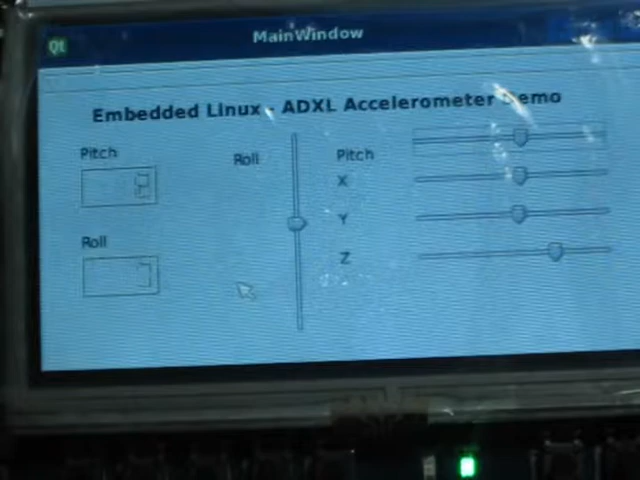 Qt MainWindow
Embedded Linux - ADXL Accelerometer Demo
Pitch
Roll
Pitch
X
Y
Roll
Z